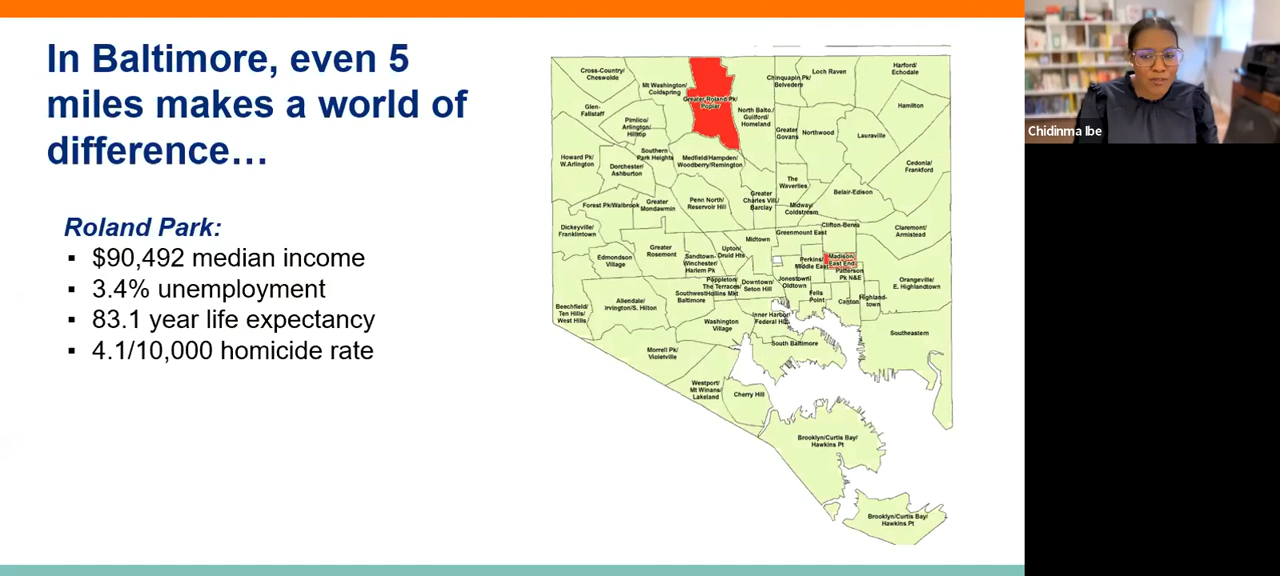 In Baltimore, even 5
miles makes a world of
difference…
Roland Park:
▪ $90,492 median income
▪ 3.4% unemployment
▪ 83.1 year life expectancy
▪ 4.1/10,000 homicide rate
Cross-Country/
Cheswolde
Mt Washington/
Coldspring
Greater Roland Pk/
Poplar
Chinquapin Pk/
Belvedere
Loch Raven
Harford/
Echodale
Glen-
Fallstaff
Pimlico/
Arlington/
Hilltop
North Balto./
Guilford/
Homeland
Greater
Govans
Northwood
Lauraville
Hamilton
Howard Pk/
W.Arlington
Dorchester/
Ashburton
Southern
Park Heights
Medfield/Hampden/
Woodberry/Remington
Cedonia/
Frankford
The
Waverlies
Belair-Edison
Forest Pk/Walbrook
Greater
Mondawmin
Penn North/
Reservoir Hill
Greater
Charles Vill/
Barclay
Midway/
Coldstream
Clifton-Berea
Dickeyville/
Franklintown
Greenmount East
Claremont/
Armistead
Edmondson
Village
Greater
Rosemont
Sandtown-
Winchester/
Harlem Pk
Upton/
Druid Hts
Midtown
Perkins/
Middle East
Madison/
East End
Patterson
Pk N&E
Orangeville/
E. Highlandtown
Southwest
Baltimore
Poppleton/
The Terraces/
Hollins Mkt
Downtown/
Seton Hill
Jonestown/
Oldtown
Fells
Point
Canton
Highland-
town
Beechfield/
Ten Hills/
West Hills
Allendale/
Irvington/S. Hilton
Washington
Village
Inner Harbor/
Federal Hill
South Baltimore
Southeastern
Morrell Pk/
Violetville
Westport/
Mt Winans/
Lakeland
Cherry Hill
Brooklyn/Curtis Bay/
Hawkins Pt
Brooklyn/Curtis Bay/
Hawkins Pt
Chidinma Ibe